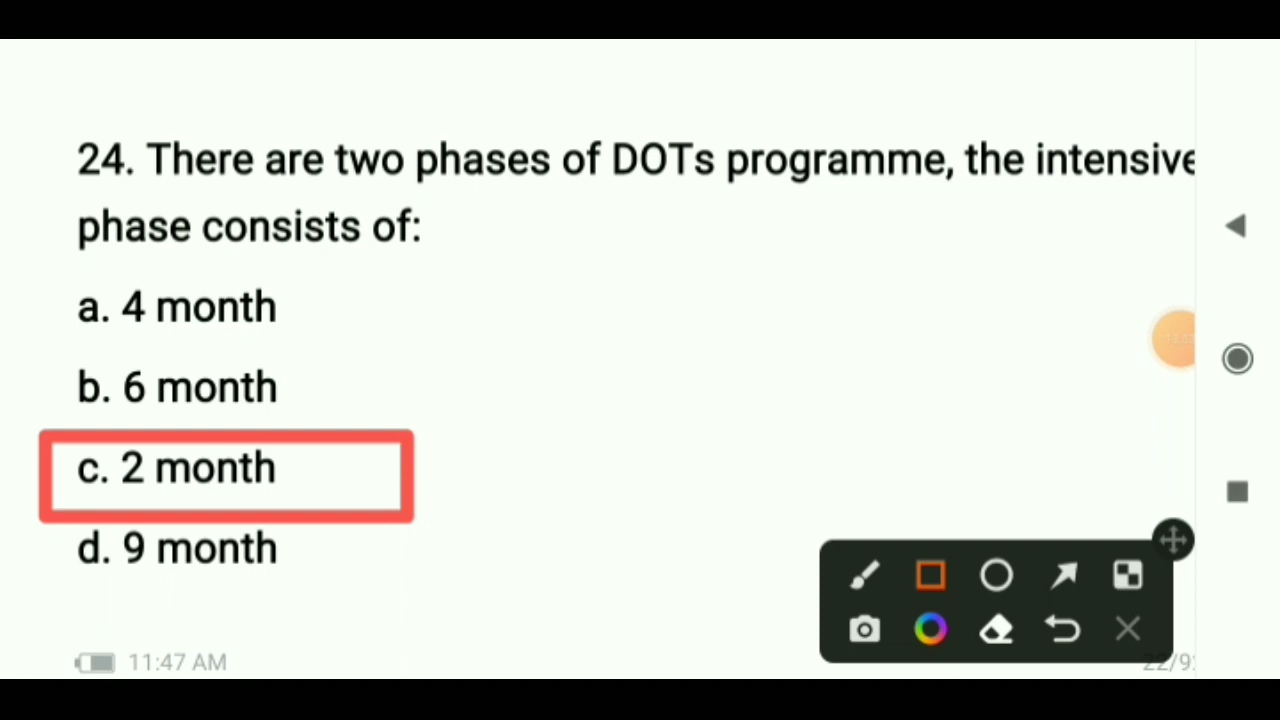 24. There are two phases of DOTs programme, the intensive
phase consists of:
a. 4 month
b. 6 month
c. 2 month
d. 9 month
11:47 AM